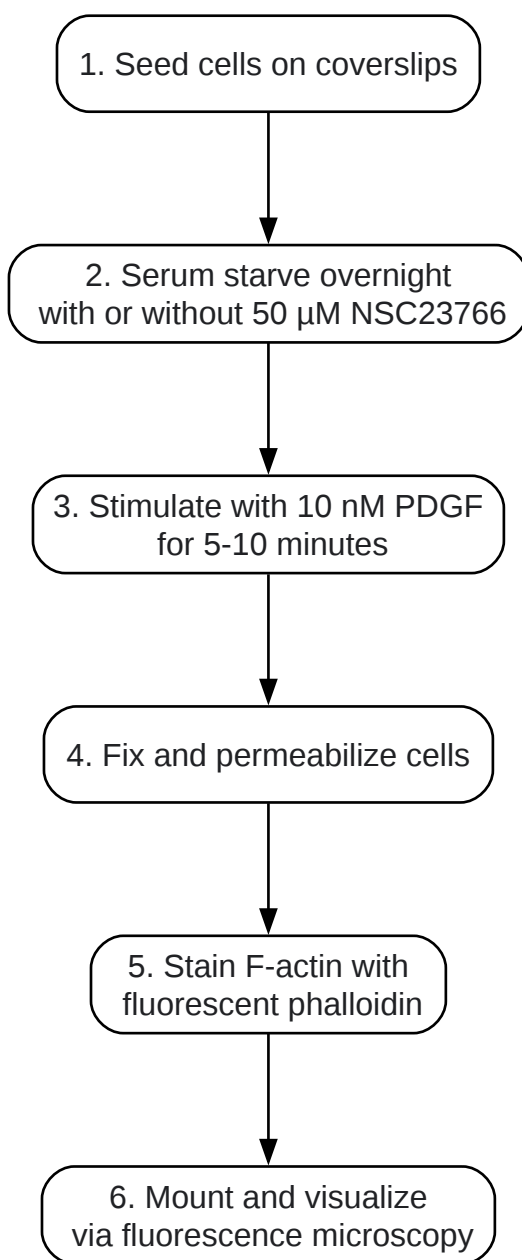 1. Seed cells on coverslips
2. Serum starve overnight
with or without 50 µM NSC23766
3. Stimulate with 10 nM PDGF
for 5-10 minutes
4. Fix and permeabilize cells
5. Stain F-actin with
fluorescent phalloidin
6. Mount and visualize
via fluorescence microscopy